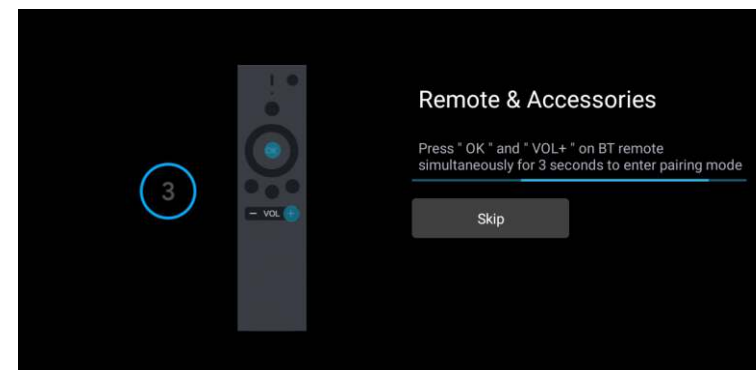 Remote & Accessories
Press " OK " and " VOL+ " on BT remote
simultaneously for 3 seconds to enter pairing mode
3
OK
− VOL +
Skip